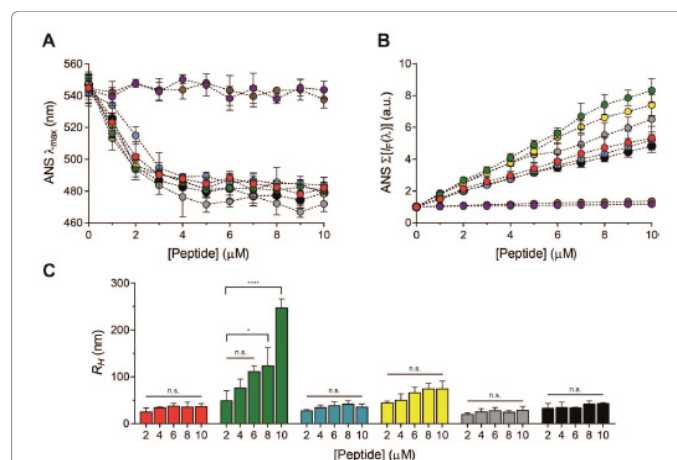 A
B
560
540
520
500
480
460
ANS λ-max (nm)
0 2 4 6 8 10
[Peptide] (μM)
10
8
6
4
2
0
ANS Σ[I_F(λ)] (a.u.)
0 2 4 6 8 10
[Peptide] (μM)
C
300
200
100
0
R_H (nm)
****
*
n.s.
n.s.
n.s.
n.s.
n.s.
n.s.
2 4 6 8 10 2 4 6 8 10 2 4 6 8 10 2 4 6 8 10 2 4 6 8 10 2 4 6 8 10
[Peptide] (μM)